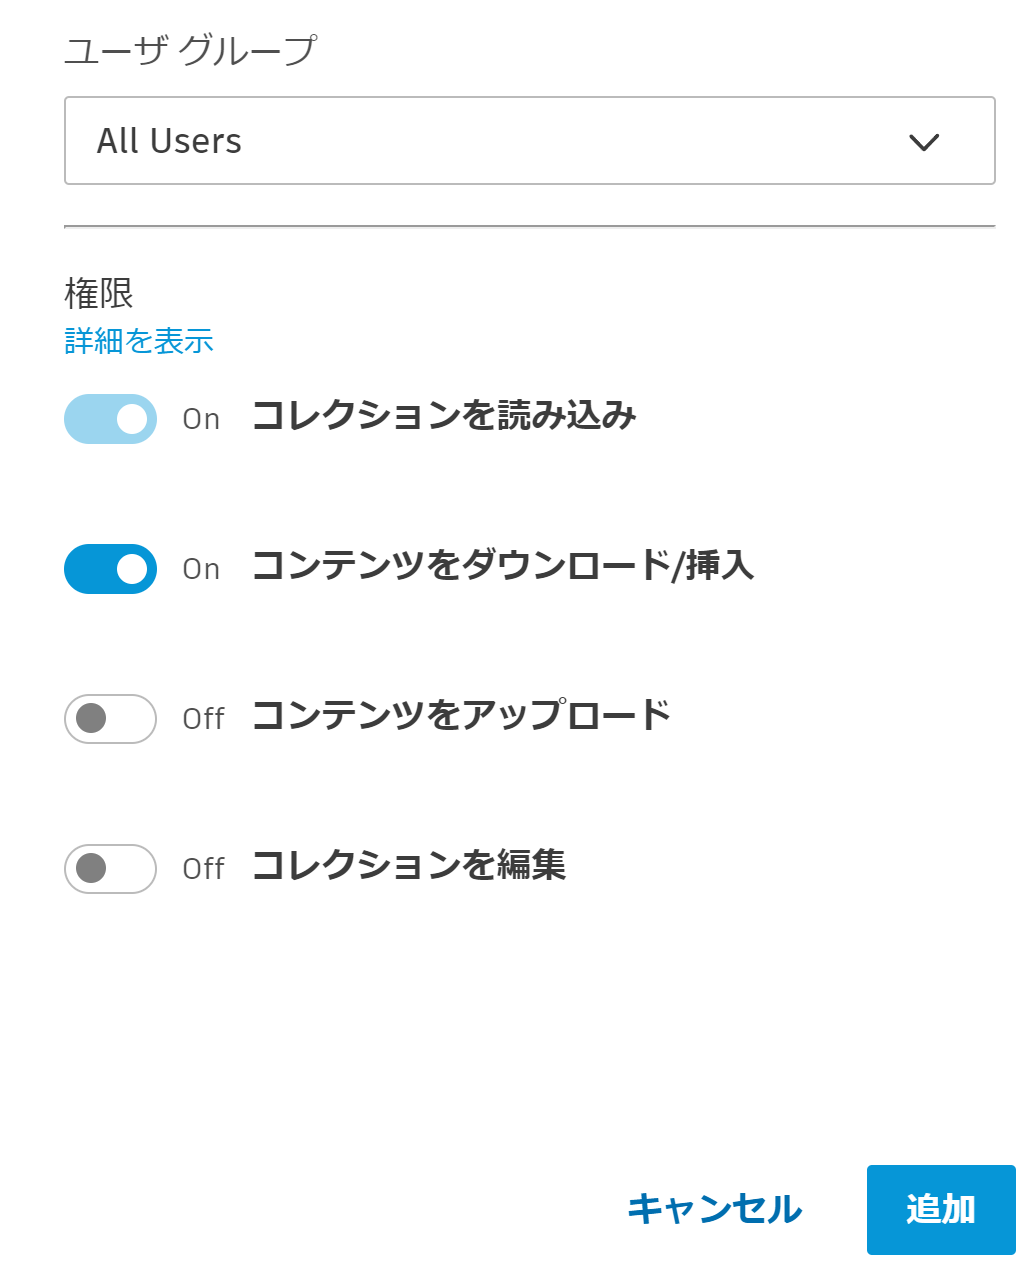 ユーザ グループ
All Users
権限
詳細を表示
On コレクションを読み込み
On コンテンツをダウンロード/挿入
Off コンテンツをアップロード
Off コレクションを編集
キャンセル 追加